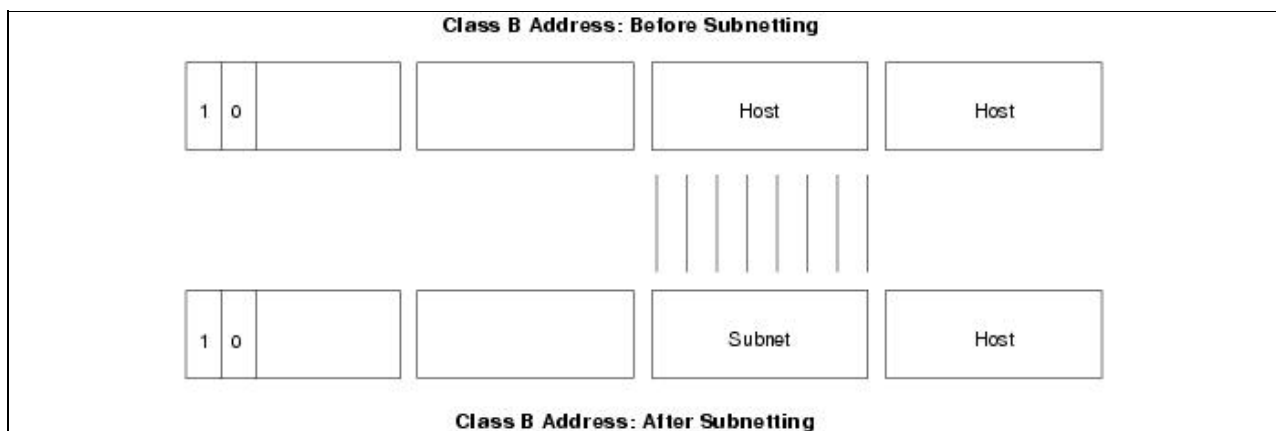 Class B Address: Before Subnetting
1 0 Host Host
1 0 Subnet Host
Class B Address: After Subnetting